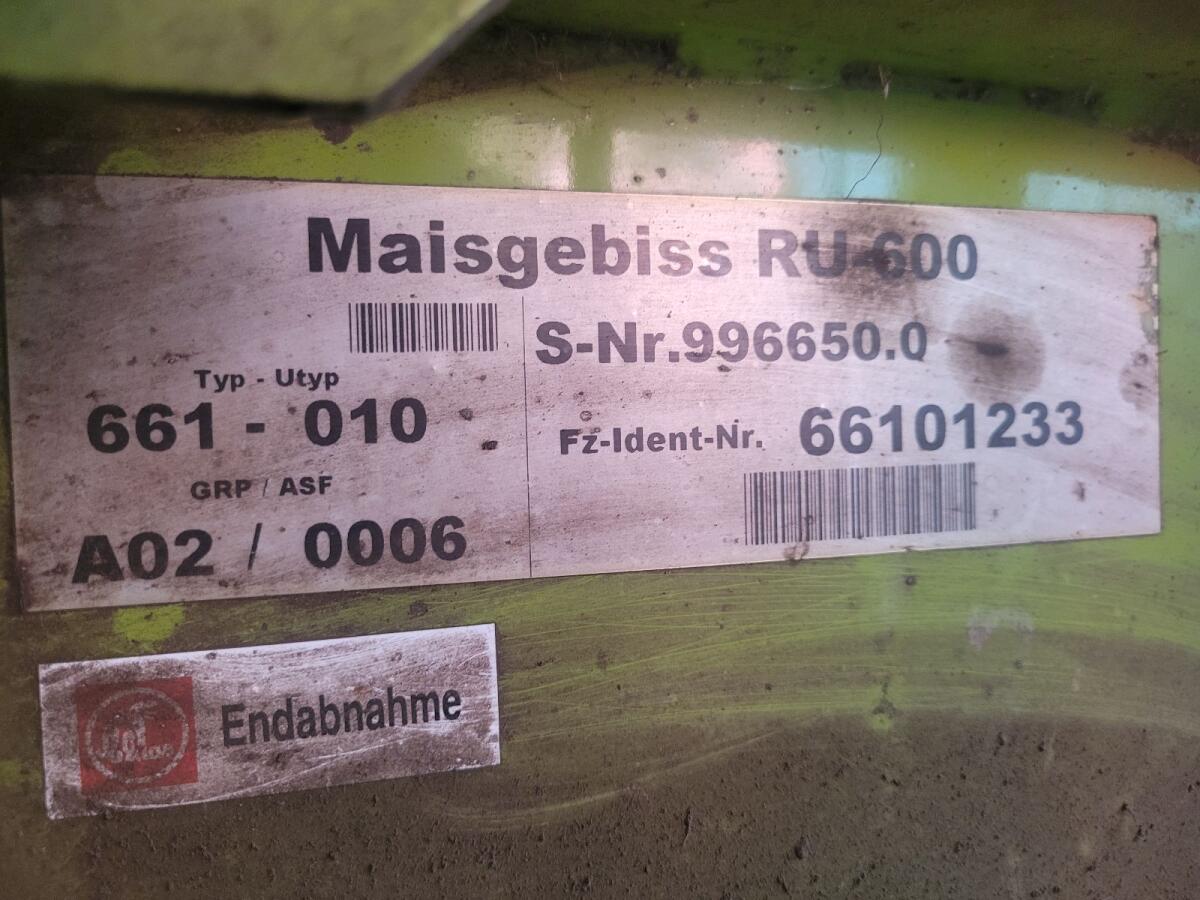 Maisgebiss RU 600
S-Nr.996650.0
Typ - Utyp
661 - 010
Fz-Ident-Nr. 66101233
GRP / ASF
A02 / 0006
Endabnahme